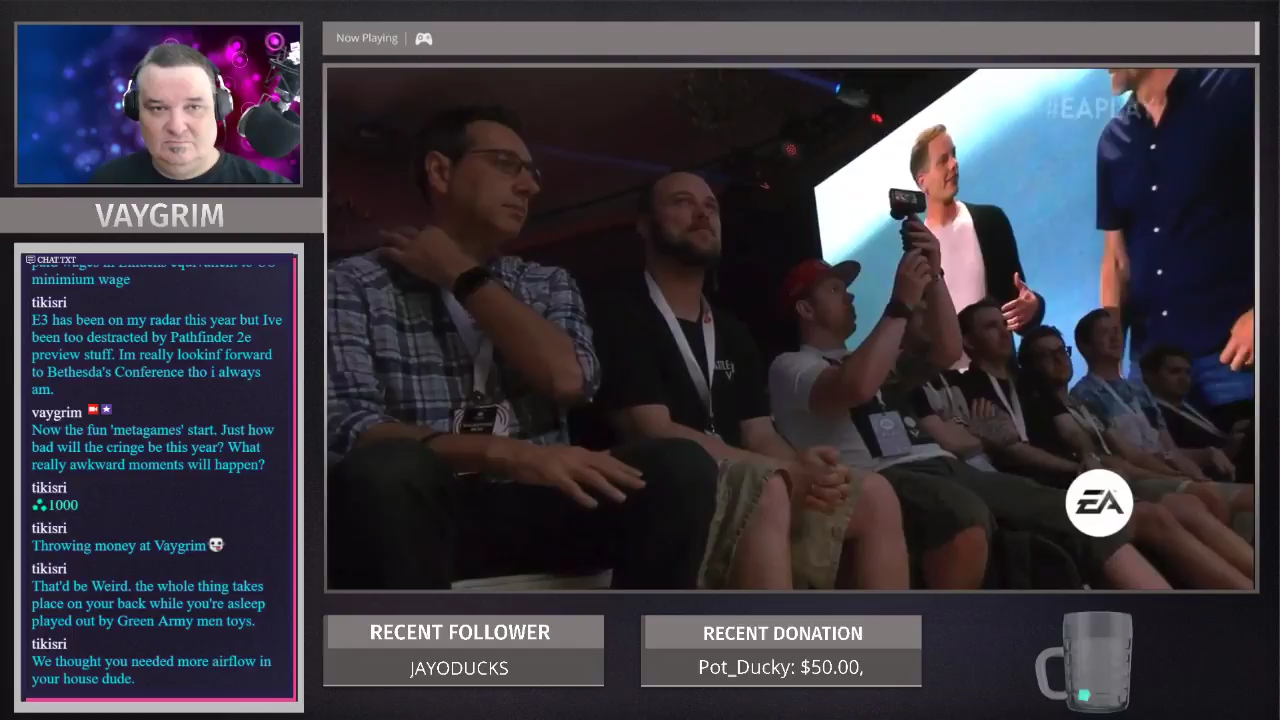 Now Playing |
#EAPLAY
VAYGRIM
CHAT.TXT
minimium wage
tikisri
E3 has been on my radar this year but Ive
been too destracted by Pathfinder 2e
preview stuff. Im really lookinf forward
to Bethesda's Conference tho i always
am.
vaygrim
Now the fun 'metagames' start. Just how
bad will the cringe be this year? What
really awkward moments will happen?
tikisri
1000
tikisri
Throwing money at Vaygrim
tikisri
That'd be Weird. the whole thing takes
place on your back while you're asleep
played out by Green Army men toys.
tikisri
We thought you needed more airflow in
your house dude.
EA
RECENT FOLLOWER
JAYODUCKS
RECENT DONATION
Pot_Ducky: $50.00,